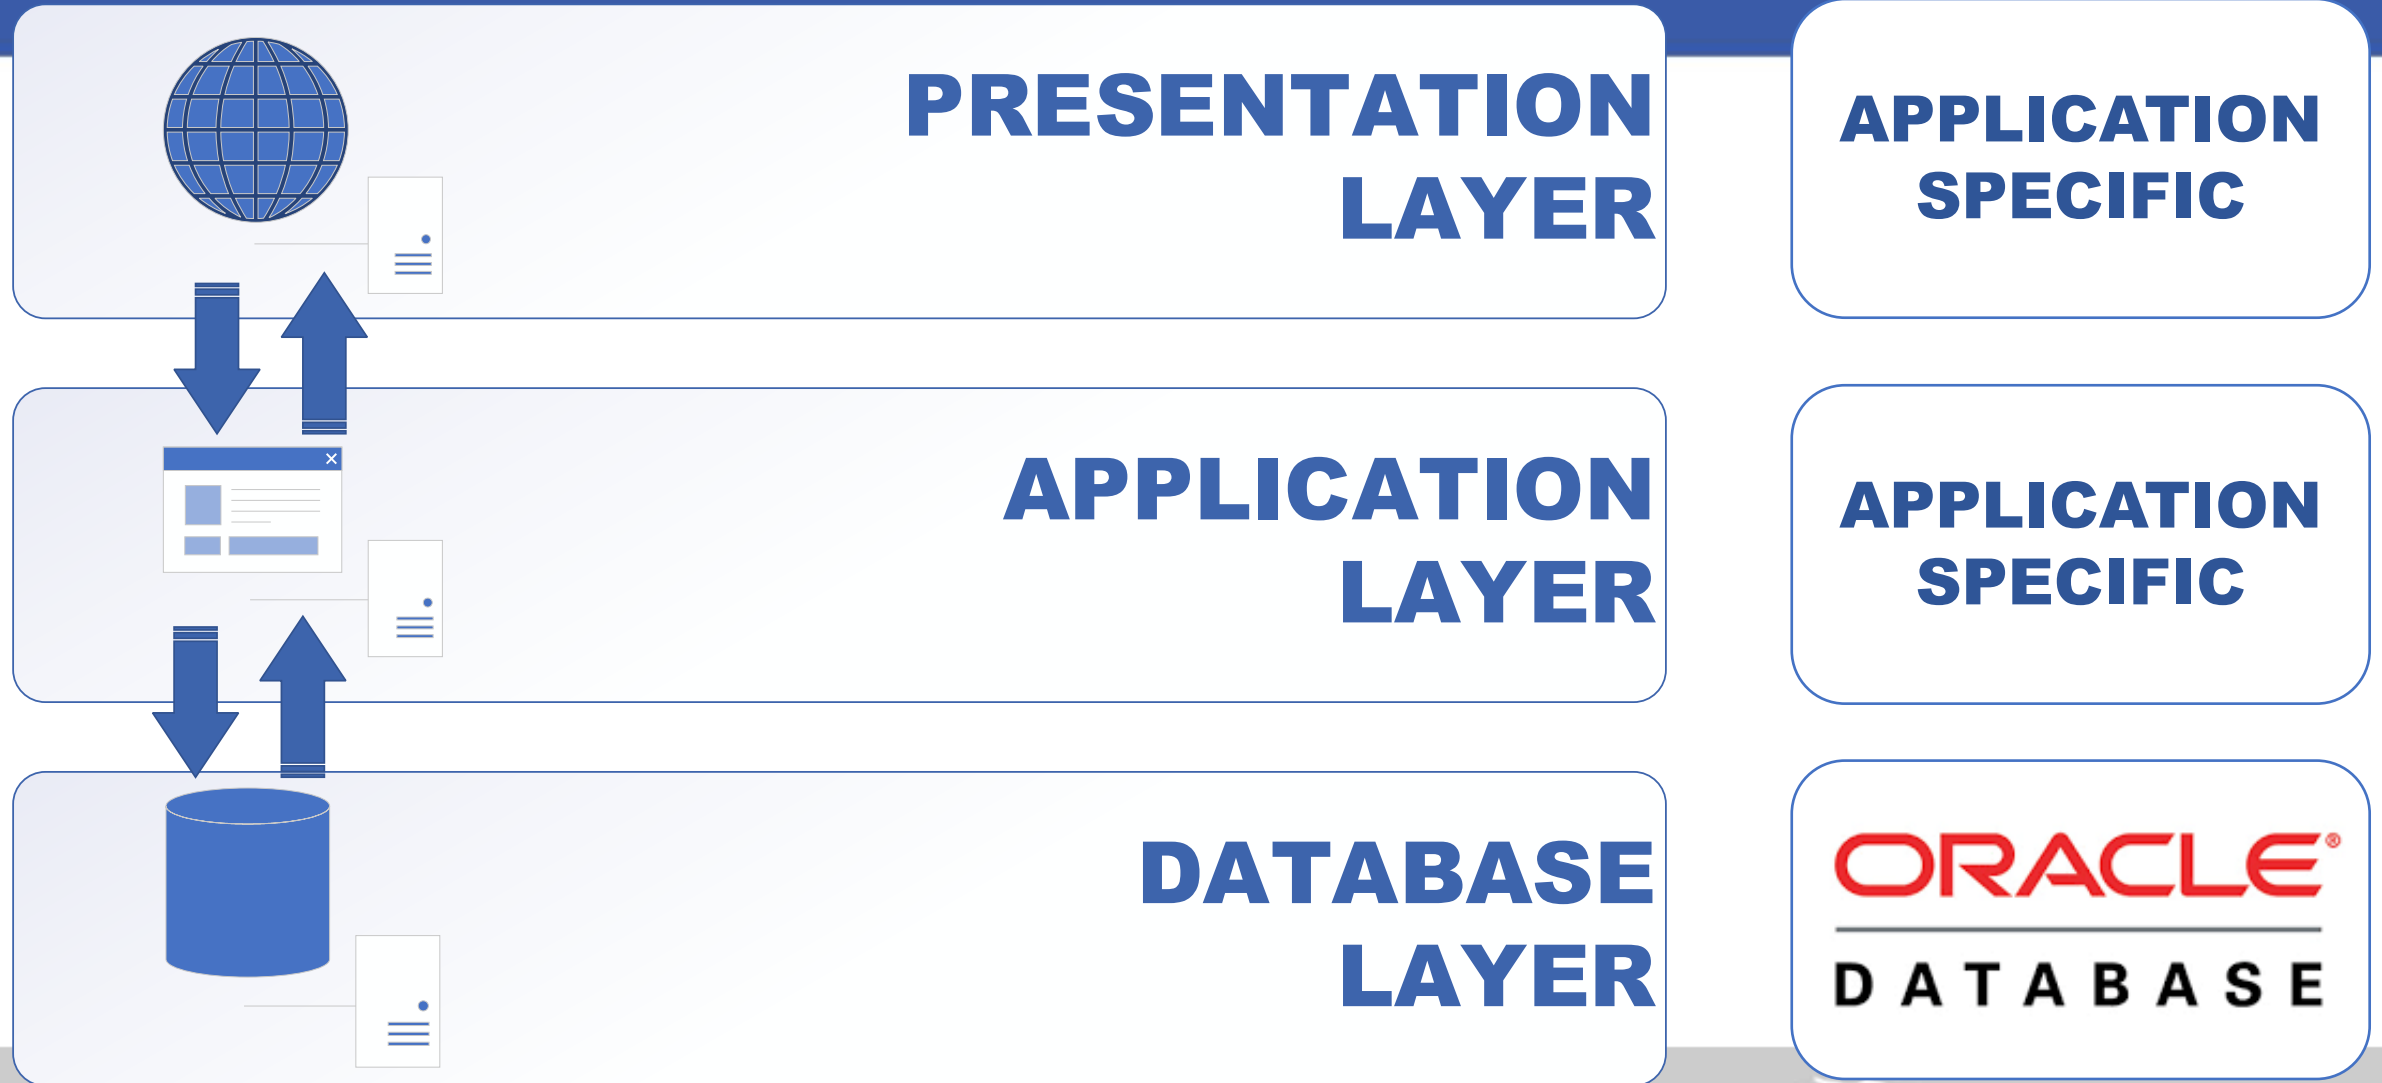 PRESENTATION
LAYER
APPLICATION
SPECIFIC
APPLICATION
LAYER
APPLICATION
SPECIFIC
DATABASE
LAYER
ORACLE®
DATABASE